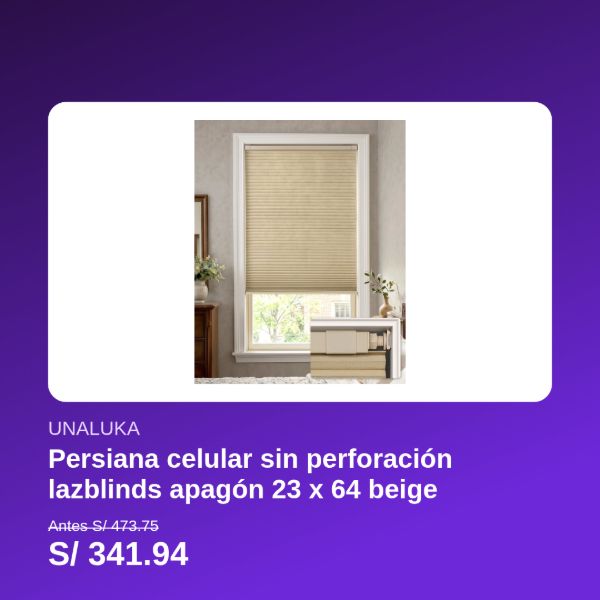 UNALUKA
Persiana celular sin perforación
lazblinds apagón 23 x 64 beige
Antes S/ 473.75
S/ 341.94